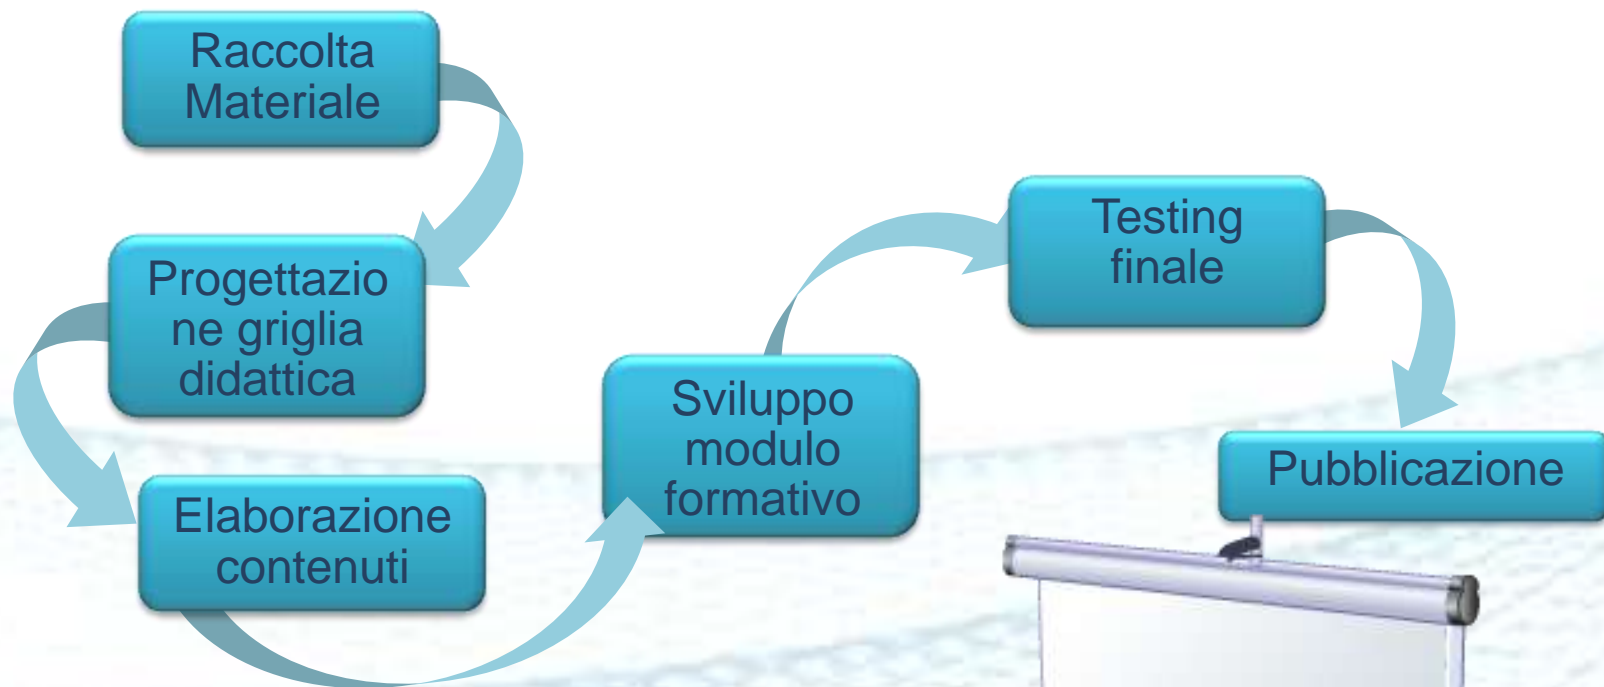 Raccolta
Materiale
Progettazio
ne griglia
didattica
Elaborazione
contenuti
Sviluppo
modulo
formativo
Testing
finale
Pubblicazione